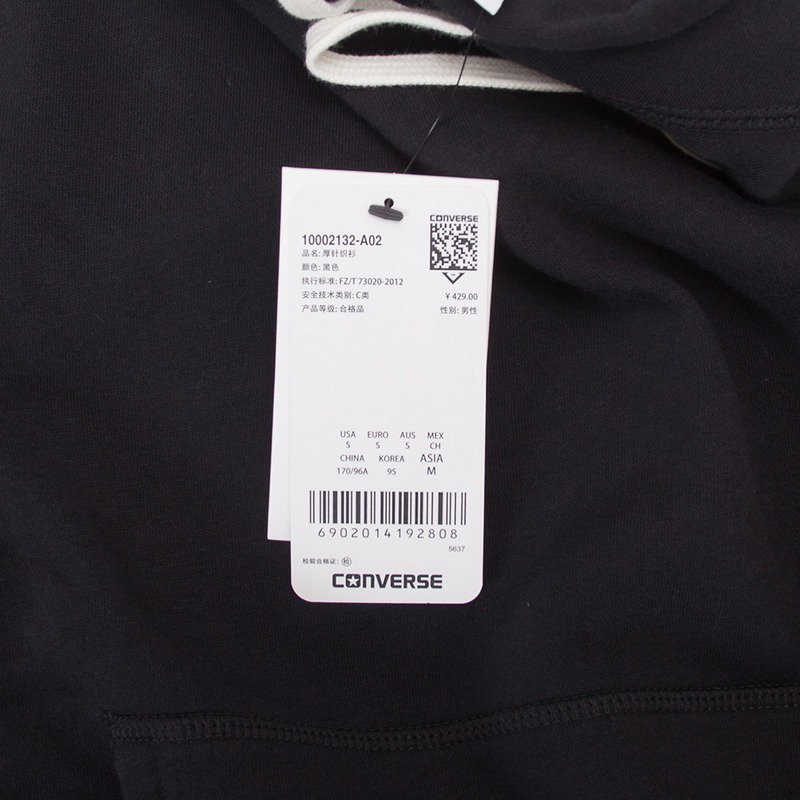 CONVERSE
10002132-A02
品名: 厚针织衫
颜色: 黑色
执行标准: FZ/T 73020-2012
安全技术类别: C类
¥ 429.00
产品等级: 合格品
性别: 男性
USA EURO AUS MEX
S S S CH
CHINA KOREA ASIA
170/96A 95 M
6902014192808
5637
检验合格证: 检
CONVERSE